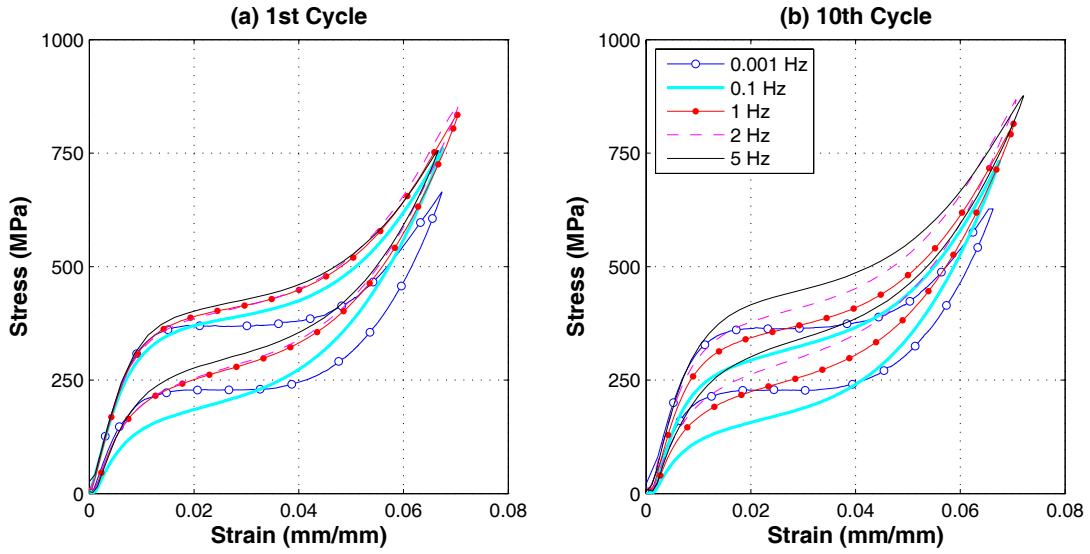 (a) 1st Cycle
1000
750
500
250
0
Stress (MPa)
0
0.02
0.04
0.06
0.08
Strain (mm/mm)
(b) 10th Cycle
1000
750
500
250
0
Stress (MPa)
0.001 Hz
0.1 Hz
1 Hz
2 Hz
5 Hz
0
0.02
0.04
0.06
0.08
Strain (mm/mm)